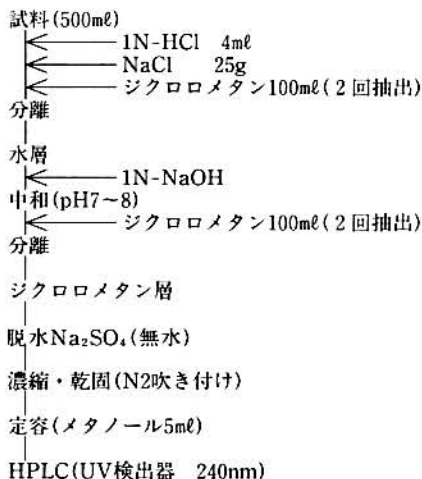 試料(500mℓ)
1N-HCl 4mℓ
NaCl 25g
ジクロロメタン100mℓ(2回抽出)
分離
水層
1N-NaOH
中和(pH7~8)
ジクロロメタン100mℓ(2回抽出)
分離
ジクロロメタン層
脱水Na₂SO₄(無水)
濃縮・乾固(N2吹き付け)
定容(メタノール5mℓ)
HPLC(UV検出器 240nm)